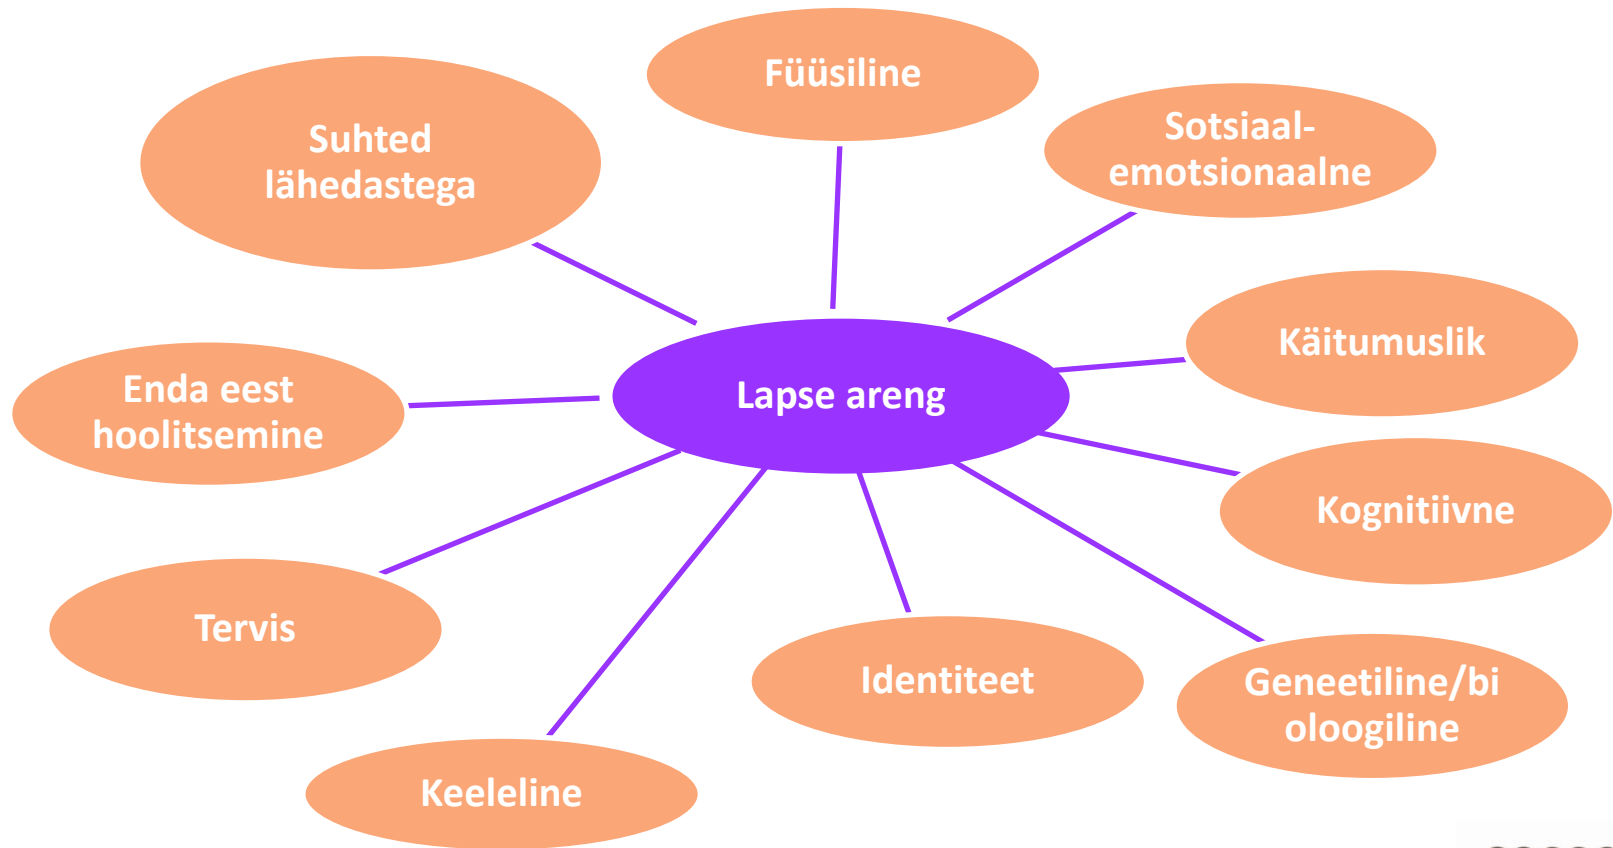 Füüsiline
Suhted
lähedastega
Sotsiaal-
emotsionaalne
Käitumuslik
Lapse areng
Enda eest
hoolitsemine
Kognitiivne
Tervis
Identiteet
Geneetiline/bi
oloogiline
Keeleline